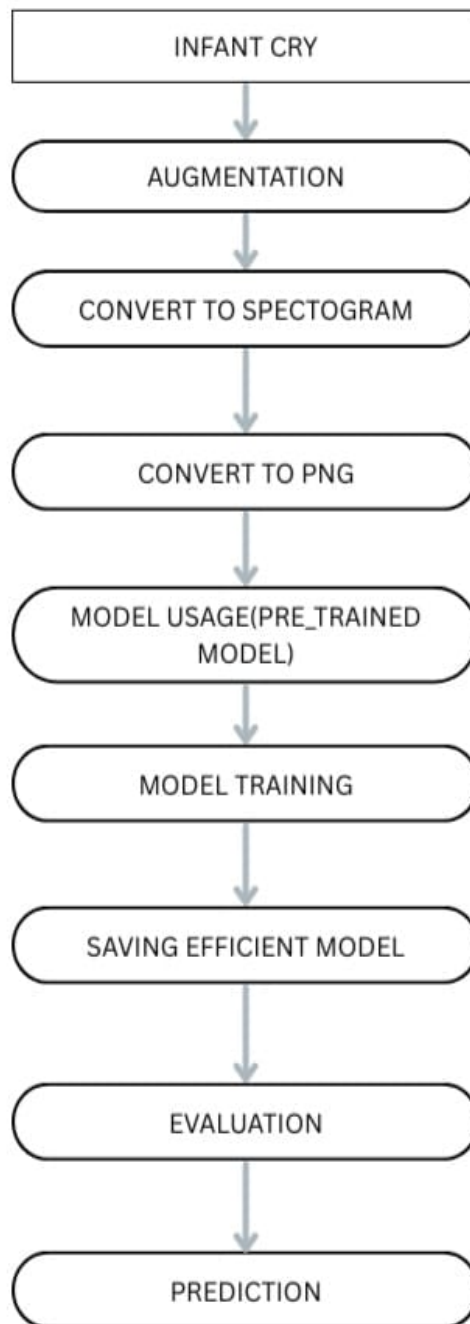 INFANT CRY
AUGMENTATION
CONVERT TO SPECTOGRAM
CONVERT TO PNG
MODEL USAGE(PRE_TRAINED
MODEL)
MODEL TRAINING
SAVING EFFICIENT MODEL
EVALUATION
PREDICTION